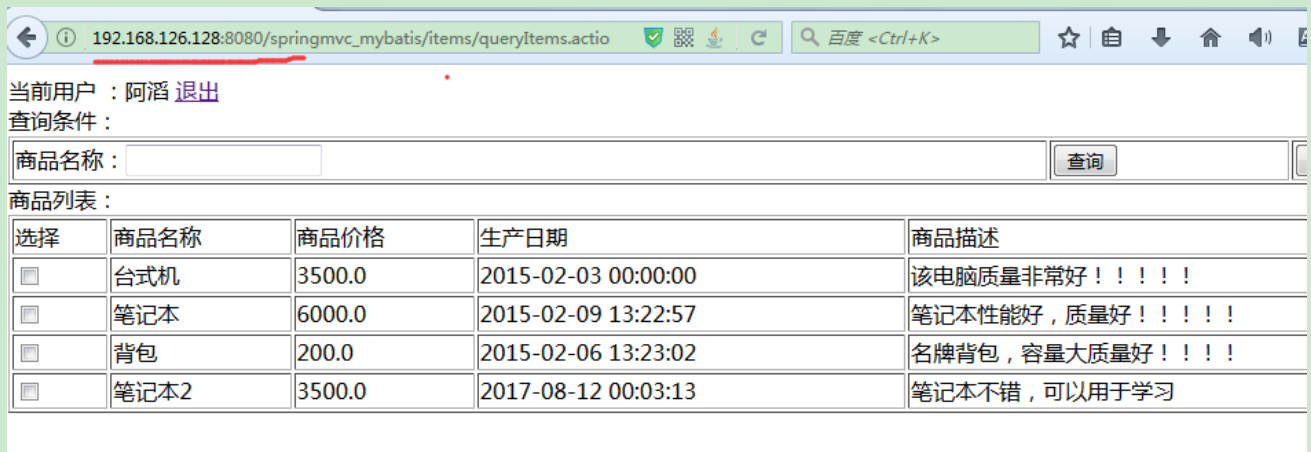 192.168.126.128:8080/springmvc_mybatis/items/queryItems.actio 百度 <Ctrl+K>
当前用户 ：阿滔 退出
查询条件：
商品名称： 查询
商品列表：
选择 商品名称 商品价格 生产日期 商品描述
台式机 3500.0 2015-02-03 00:00:00 该电脑质量非常好！！！！！
笔记本 6000.0 2015-02-09 13:22:57 笔记本性能好，质量好！！！！！
背包 200.0 2015-02-06 13:23:02 名牌背包，容量大质量好！！！！
笔记本2 3500.0 2017-08-12 00:03:13 笔记本不错，可以用于学习